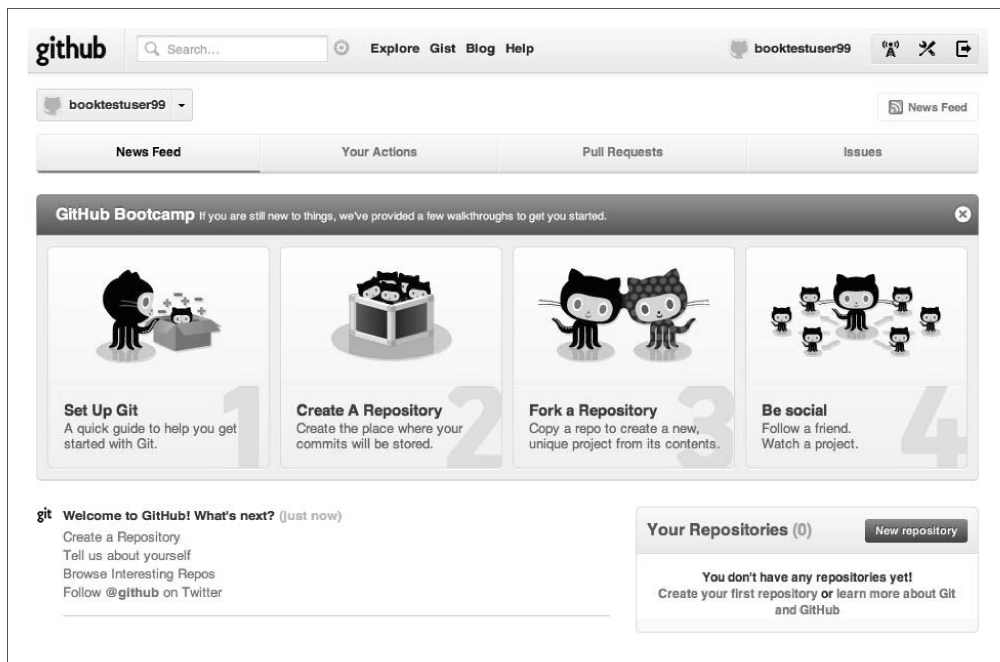 github
Search...
Explore Gist Blog Help
booktestuser99
booktestuser99
News Feed
News Feed
Your Actions
Pull Requests
Issues
GitHub Bootcamp If you are still new to things, we've provided a few walkthroughs to get you started.
1
Set Up Git
A quick guide to help you get
started with Git.
2
Create A Repository
Create the place where your
commits will be stored.
3
Fork a Repository
Copy a repo to create a new,
unique project from its contents.
4
Be social
Follow a friend.
Watch a project.
git Welcome to GitHub! What's next? (just now)
Create a Repository
Tell us about yourself
Browse Interesting Repos
Follow @github on Twitter
Your Repositories (0)
New repository
You don't have any repositories yet!
Create your first repository or learn more about Git
and GitHub